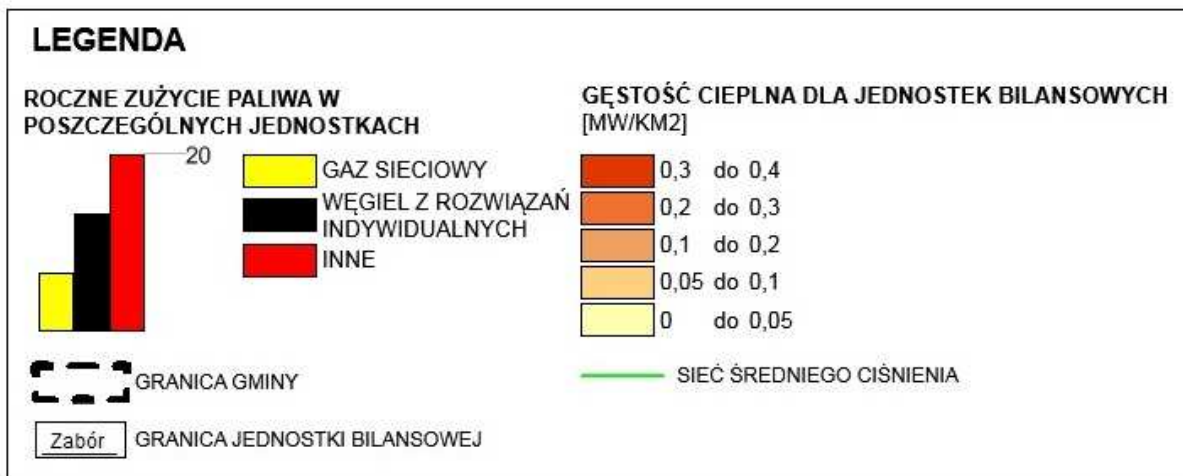 LEGENDA
ROCZNE ZUŻYCIE PALIWA W
POSZCZEGÓLNYCH JEDNOSTKACH
20
GAZ SIECIOWY
WĘGIEL Z ROZWIĄZAŃ
INDYWIDUALNYCH
INNE
GRANICA GMINY
Zabór GRANICA JEDNOSTKI BILANSOWEJ
GĘSTOŚĆ CIEPLNA DLA JEDNOSTEK BILANSOWYCH
[MW/KM2]
0,3 do 0,4
0,2 do 0,3
0,1 do 0,2
0,05 do 0,1
0 do 0,05
SIEĆ ŚREDNIEGO CIŚNIENIA